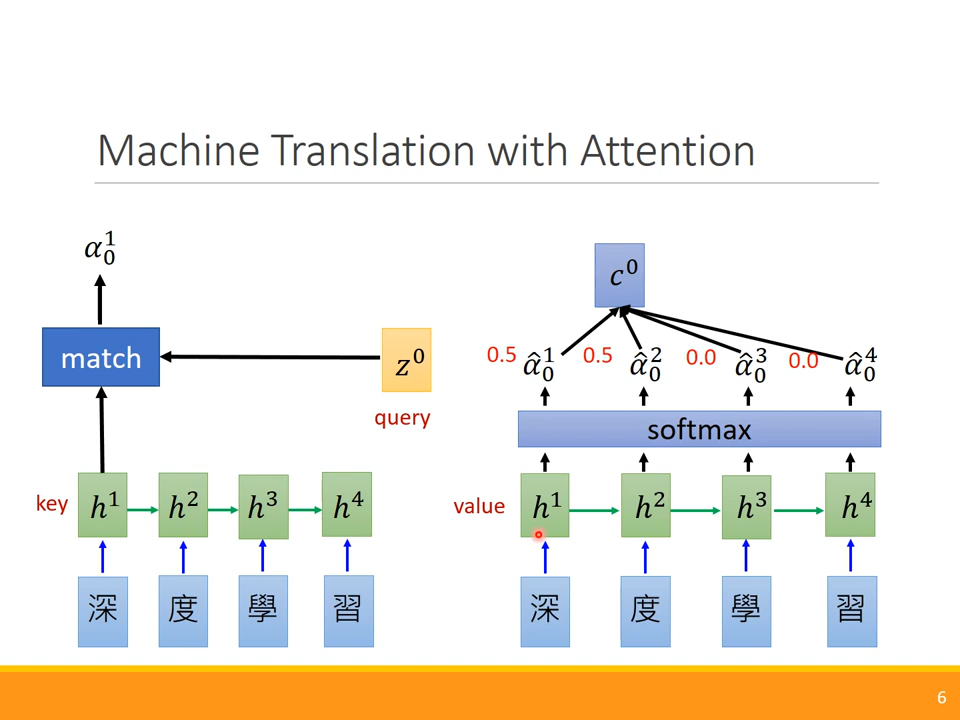 Machine Translation with Attention
α₀¹
match
z⁰
query
key
h¹ h² h³ h⁴
深 度 學 習
c⁰
0.5 α̂₀¹ 0.5 α̂₀² 0.0 α̂₀³ 0.0 α̂₀⁴
softmax
value
h¹ h² h³ h⁴
深 度 學 習
6